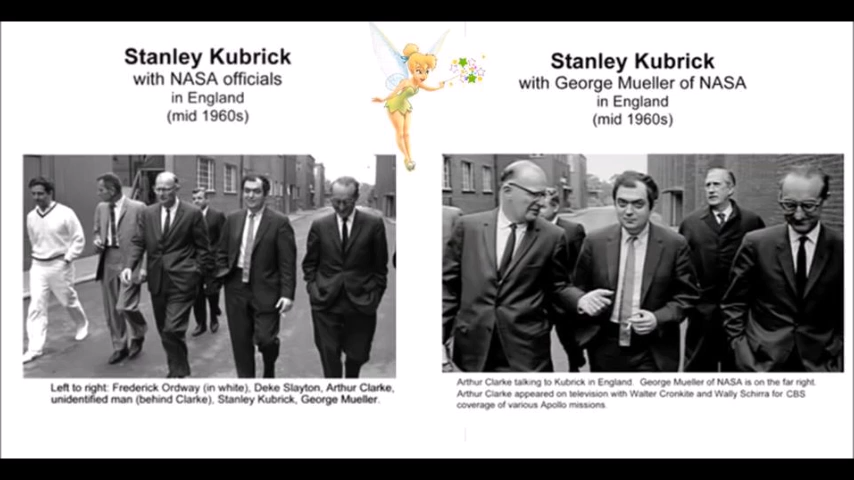 Stanley Kubrick
with NASA officials
in England
(mid 1960s)
Left to right: Frederick Ordway (in white), Deke Slayton, Arthur Clarke,
unidentified man (behind Clarke), Stanley Kubrick, George Mueller.
Stanley Kubrick
with George Mueller of NASA
in England
(mid 1960s)
Arthur Clarke talking to Kubrick in England. George Mueller of NASA is on the far right.
Arthur Clarke appeared on television with Walter Cronkite and Wally Schirra for CBS
coverage of various Apollo missions.